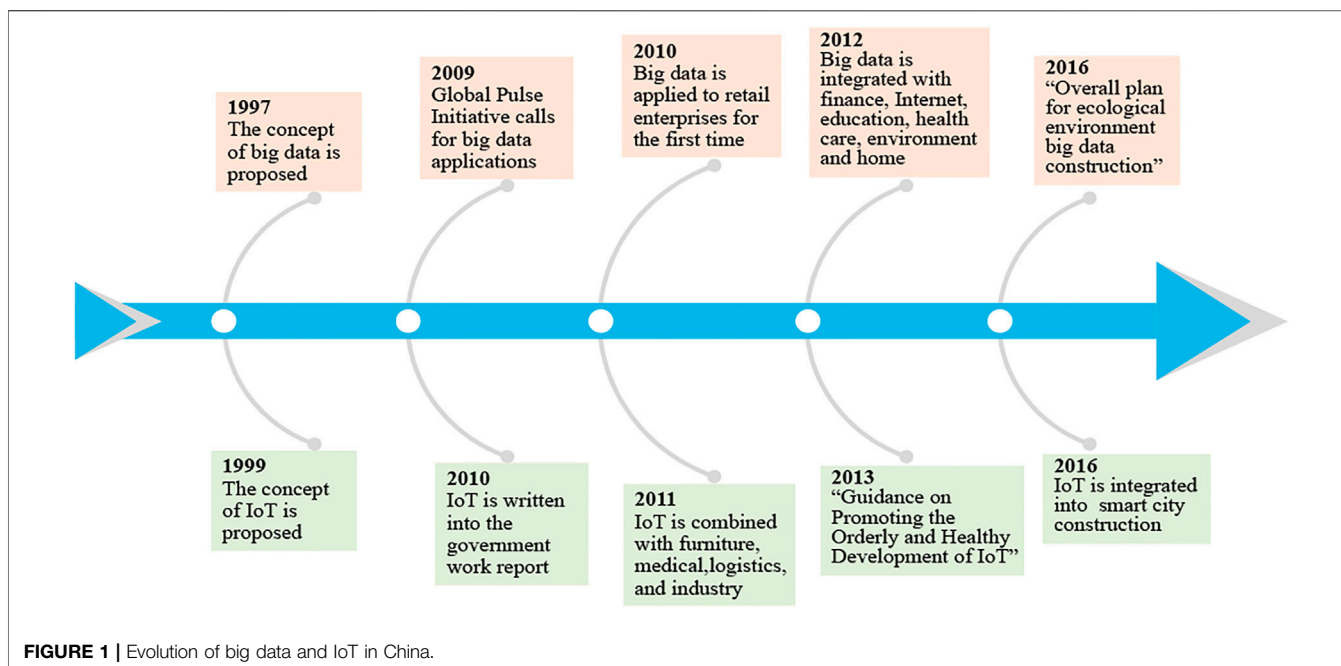 1997
The concept
of big data is
proposed
2009
Global Pulse
Initiative calls
for big data
applications
2010
Big data is
applied to retail
enterprises for
the first time
2012
Big data is
integrated with
finance, Internet,
education, health
care, environment
and home
2016
“Overall plan
for ecological
environment
big data
construction”
1999
The concept
of IoT is
proposed
2010
IoT is written
into the
government
work report
2011
IoT is combined
with furniture,
medical,logistics,
and industry
2013
“Guidance on
Promoting the
Orderly and Healthy
Development of IoT”
2016
IoT is integrated
into smart city
construction
FIGURE 1 | Evolution of big data and IoT in China.